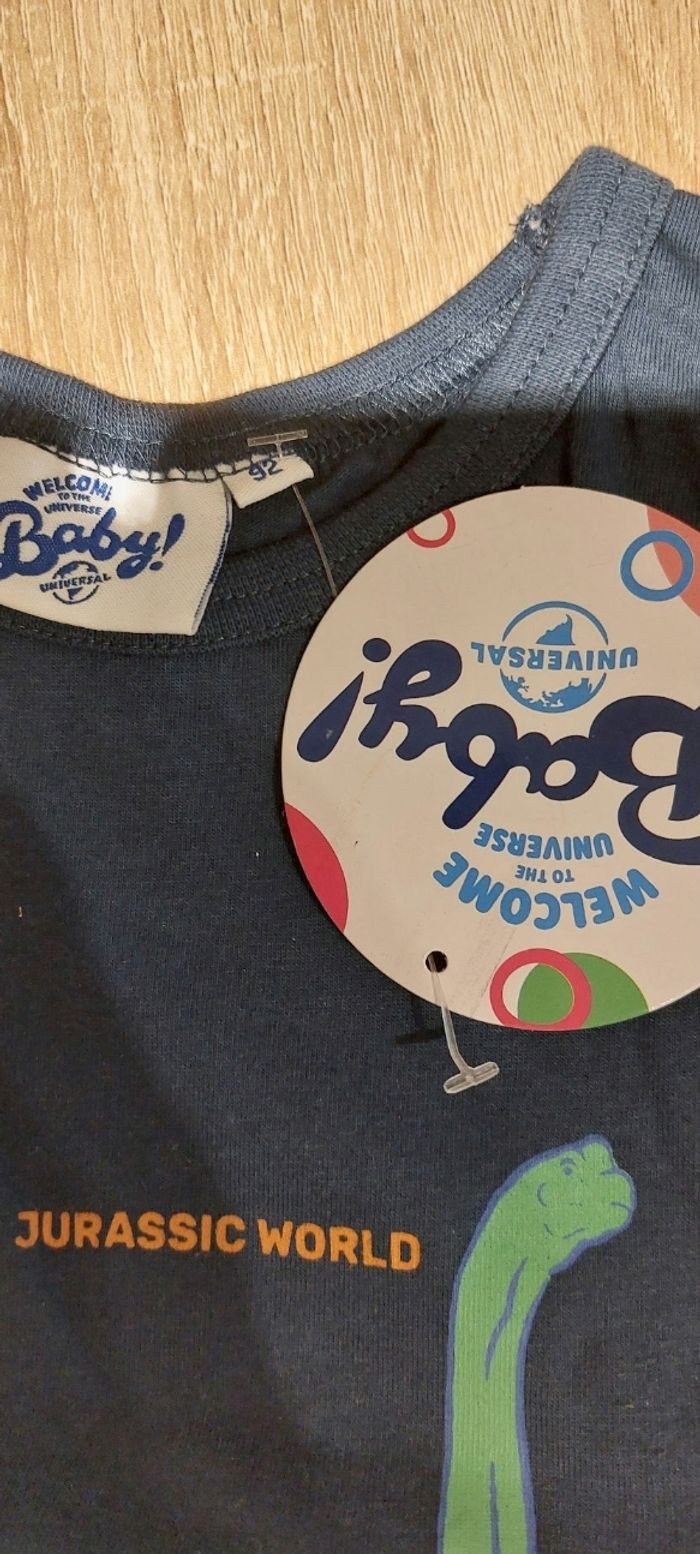 WELCOME
TO THE
UNIVERSE
Baby!
UNIVERSAL
92
WELCOME
TO THE
UNIVERSE
Baby!
UNIVERSAL
JURASSIC WORLD